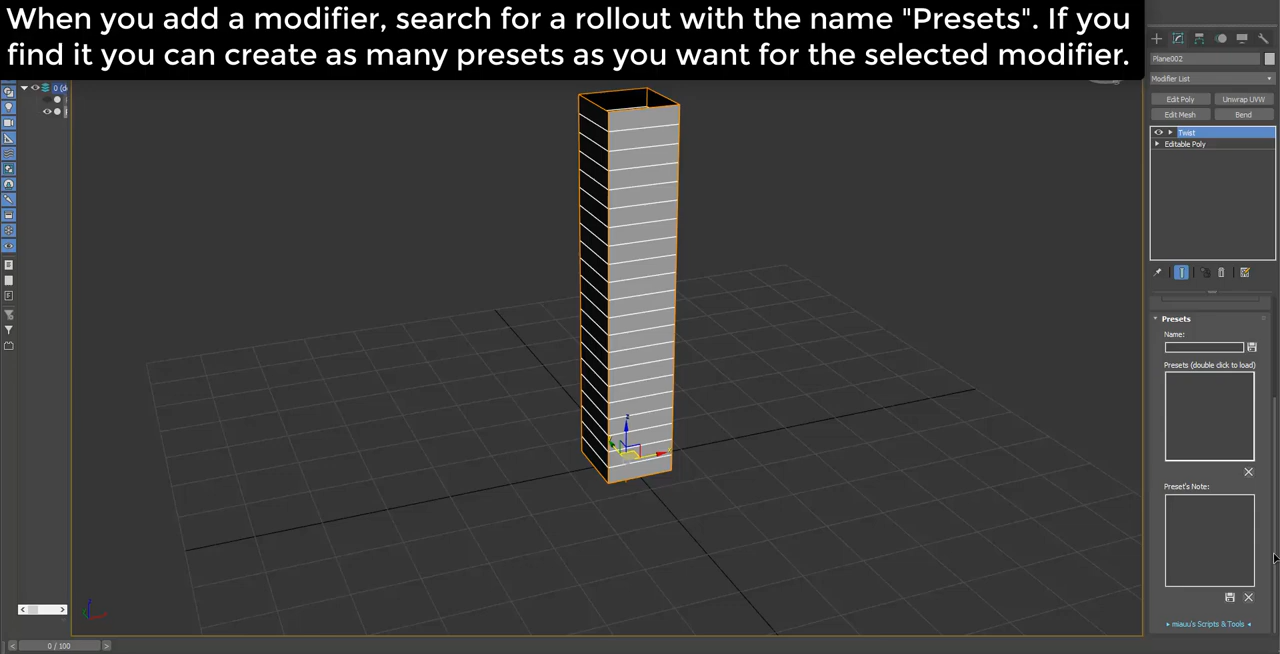 When you add a modifier, search for a rollout with the name "Presets". If you
find it you can create as many presets as you want for the selected modifier.
0 (d
Plane002
Modifier List
Edit Poly
Unwrap UVW
Edit Mesh
Bend
Twist
Editable Poly
Presets
Name:
Presets (double click to load)
Preset's Note:
miauu's Scripts & Tools
0 / 100